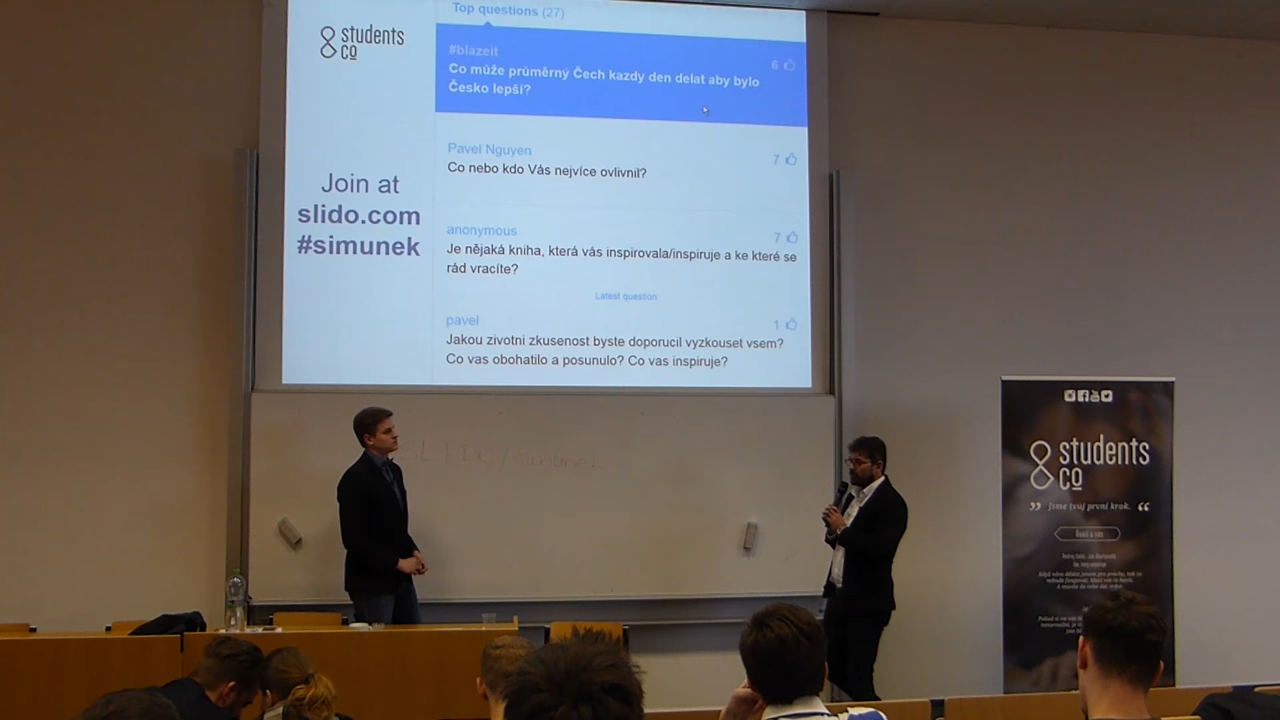 students
co
Join at
slido.com
#simunek
Top questions (27)
#blazeit
6
Co může průměrný Čech kazdy den delat aby bylo
Česko lepší?
Pavel Nguyen
7
Co nebo kdo Vás nejvíce ovlivnil?
anonymous
7
Je nějaká kniha, která vás inspirovala/inspiruje a ke které se
rád vracíte?
Latest question
pavel
1
Jakou zivotni zkusenost byste doporucil vyzkouset vsem?
Co vas obohatilo a posunulo? Co vas inspiruje?
SLIDO/simunek
students
co
Jsme tvůj první krok.